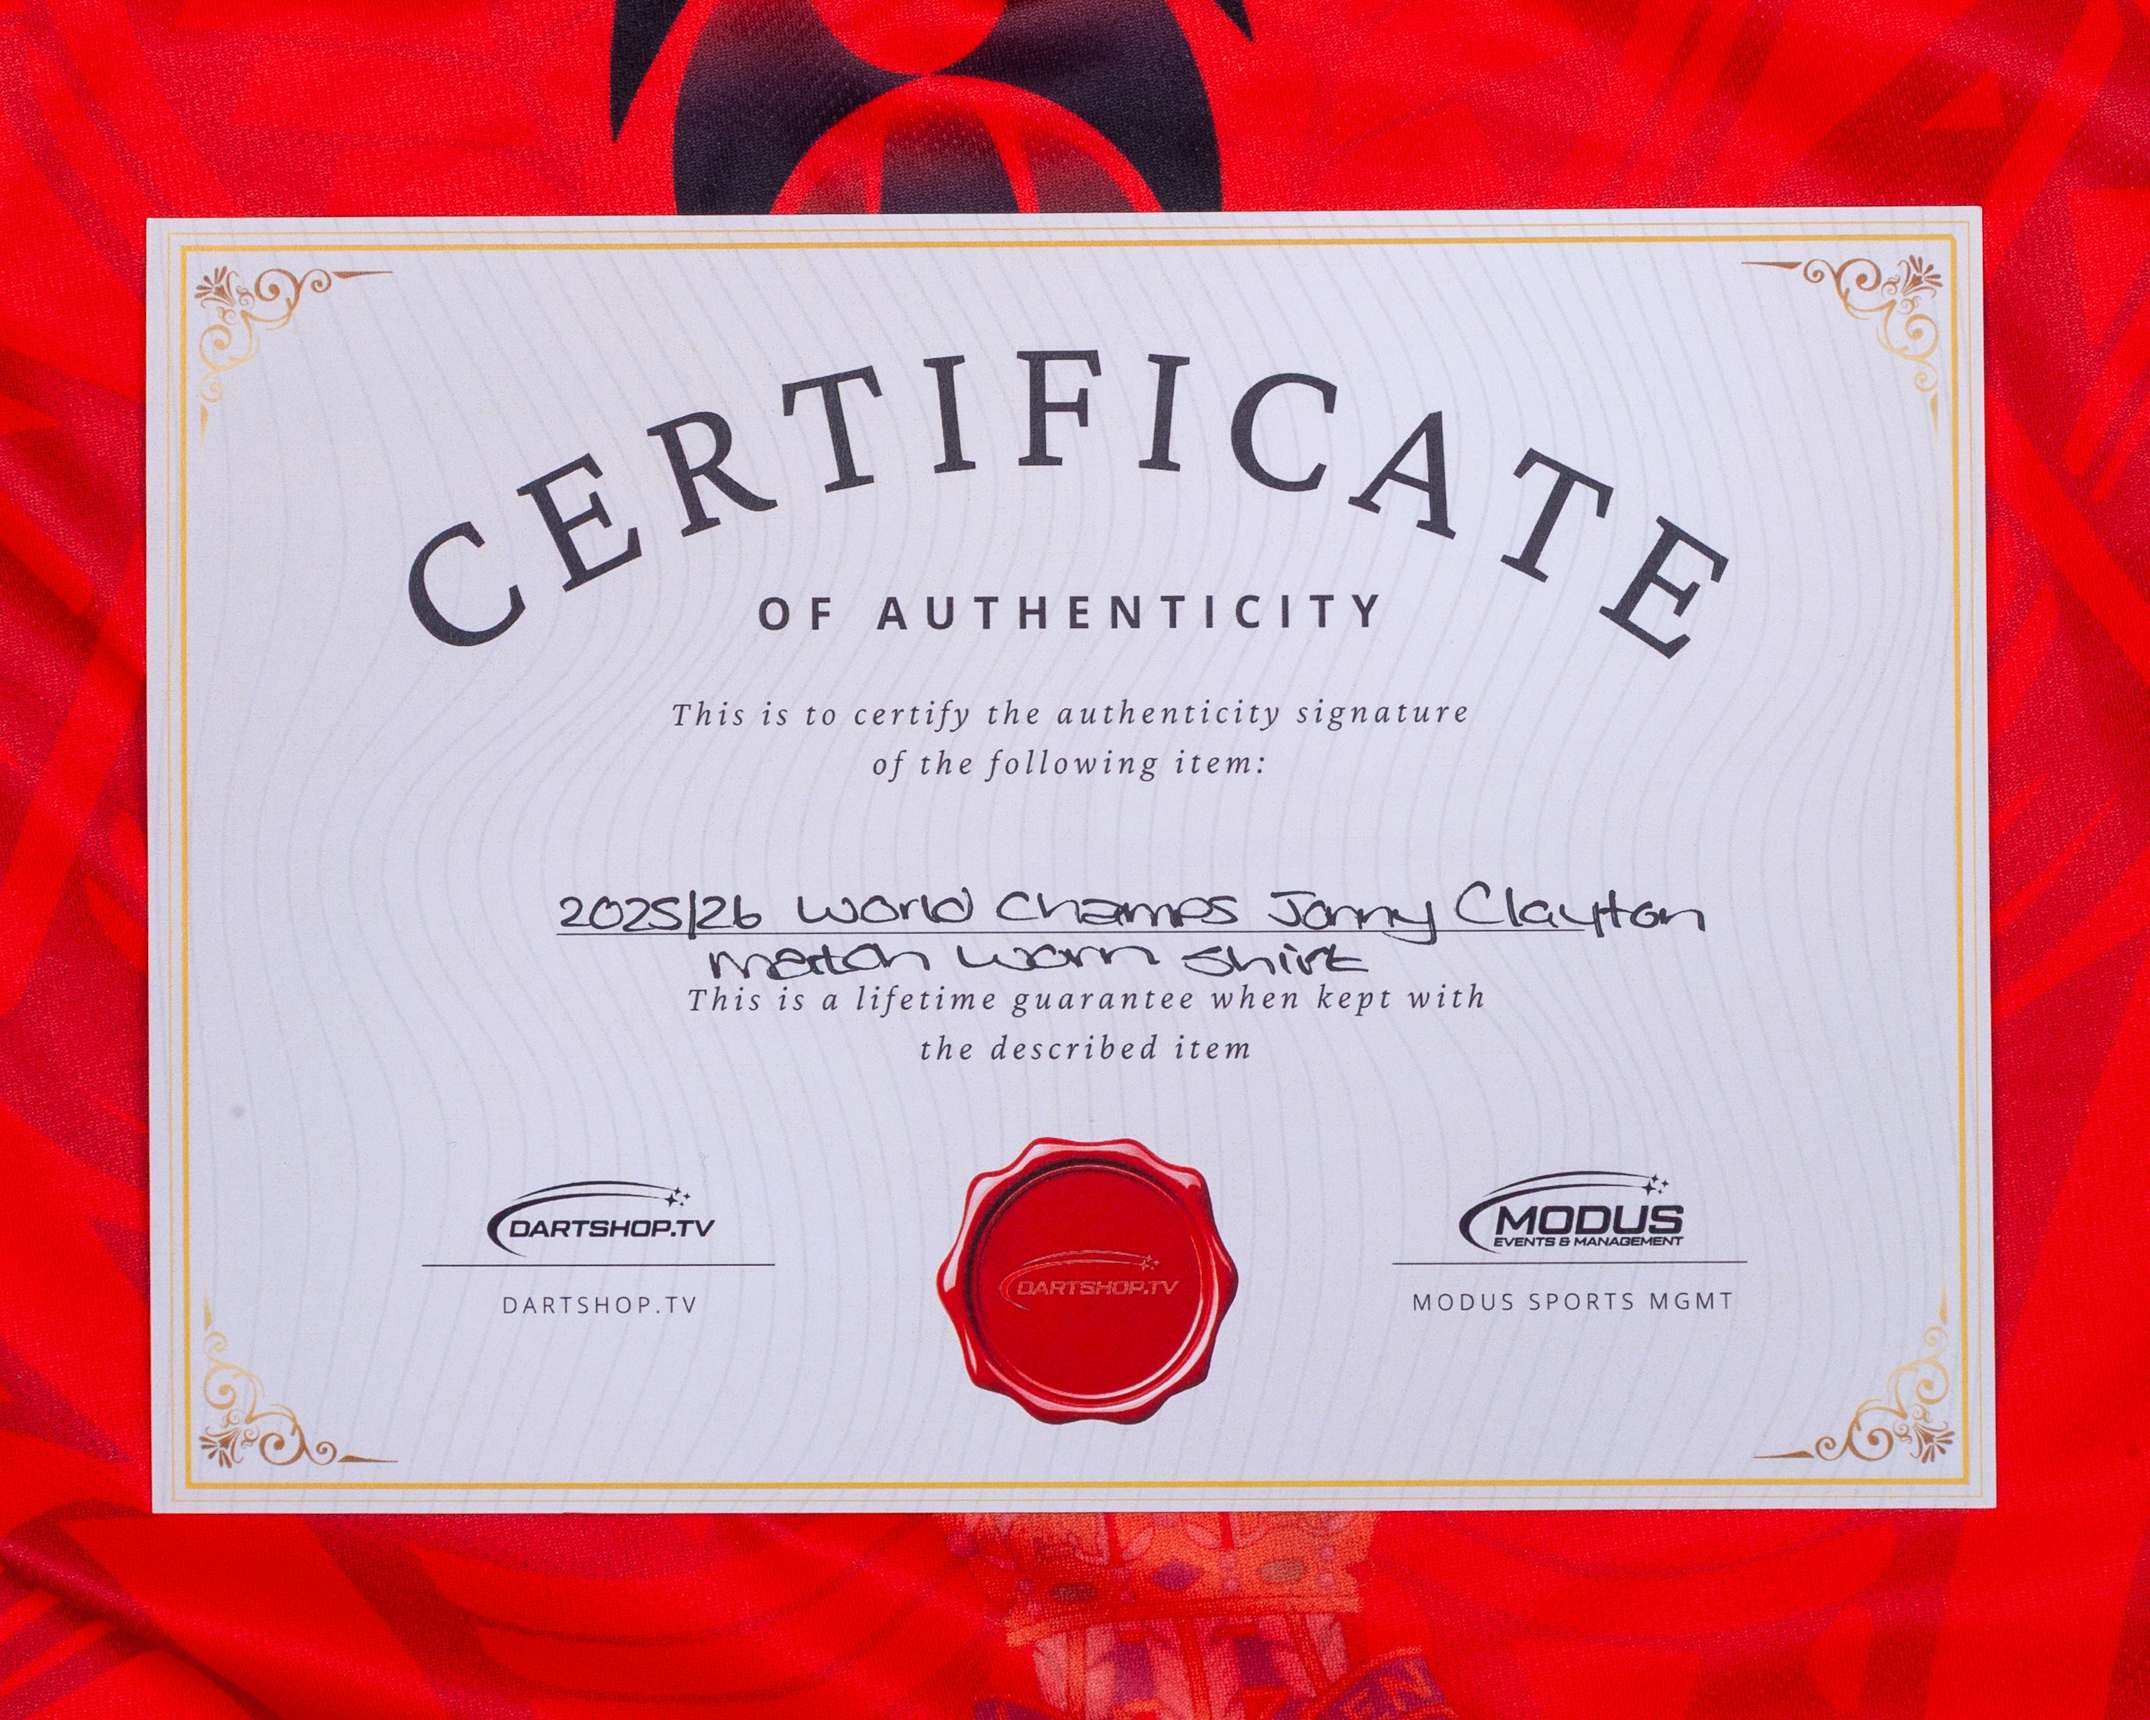 CERTIFICATE
OF AUTHENTICITY
This is to certify the authenticity signature
of the following item:
2025/26 World Champs Jonny Clayton
match worn shirt
This is a lifetime guarantee when kept with
the described item
DARTSHOP.TV
DARTSHOP.TV
DARTSHOP.TV
MODUS
EVENTS & MANAGEMENT
MODUS SPORTS MGMT